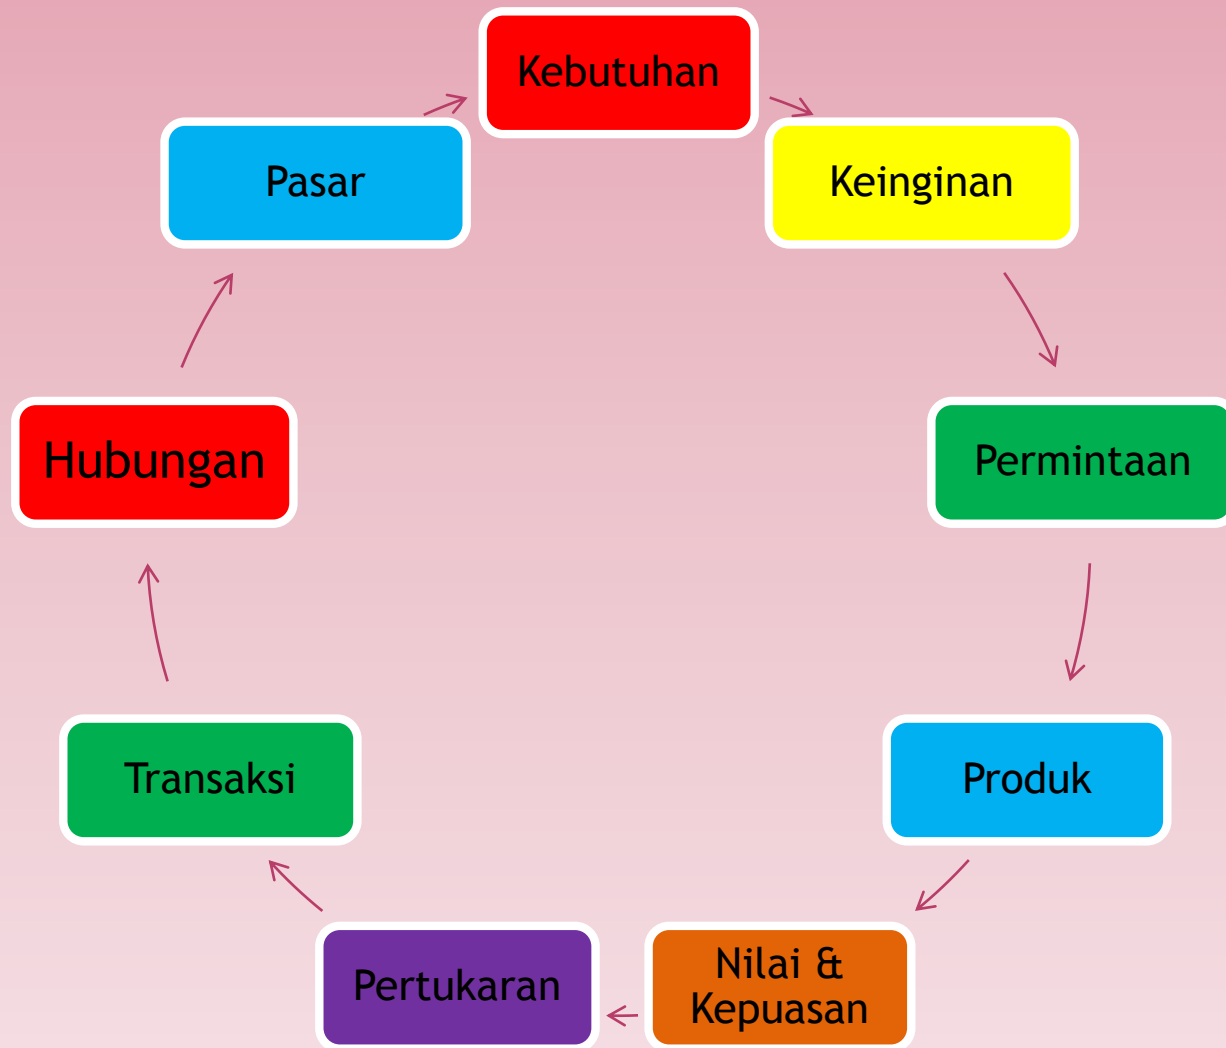 Kebutuhan
Keinginan
Permintaan
Produk
Nilai &
Kepuasan
Pertukaran
Transaksi
Hubungan
Pasar